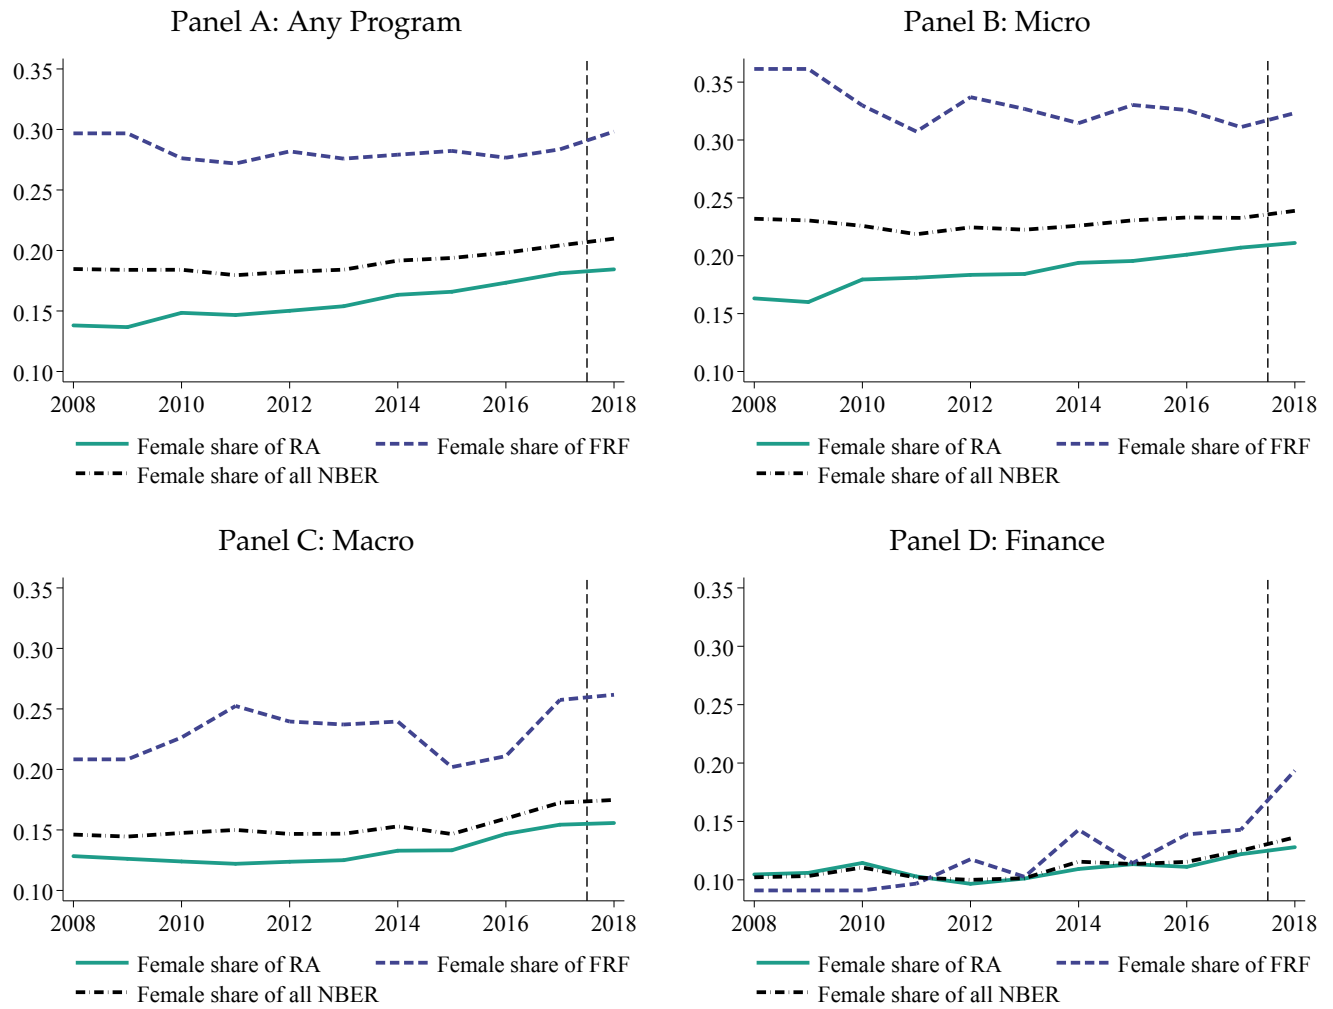 Panel A: Any Program
0.35
0.30
0.25
0.20
0.15
0.10
2008 2010 2012 2014 2016 2018
Female share of RA Female share of FRF
Female share of all NBER
Panel B: Micro
0.35
0.30
0.25
0.20
0.15
0.10
2008 2010 2012 2014 2016 2018
Female share of RA Female share of FRF
Female share of all NBER
Panel C: Macro
0.35
0.30
0.25
0.20
0.15
0.10
2008 2010 2012 2014 2016 2018
Female share of RA Female share of FRF
Female share of all NBER
Panel D: Finance
0.35
0.30
0.25
0.20
0.15
0.10
2008 2010 2012 2014 2016 2018
Female share of RA Female share of FRF
Female share of all NBER